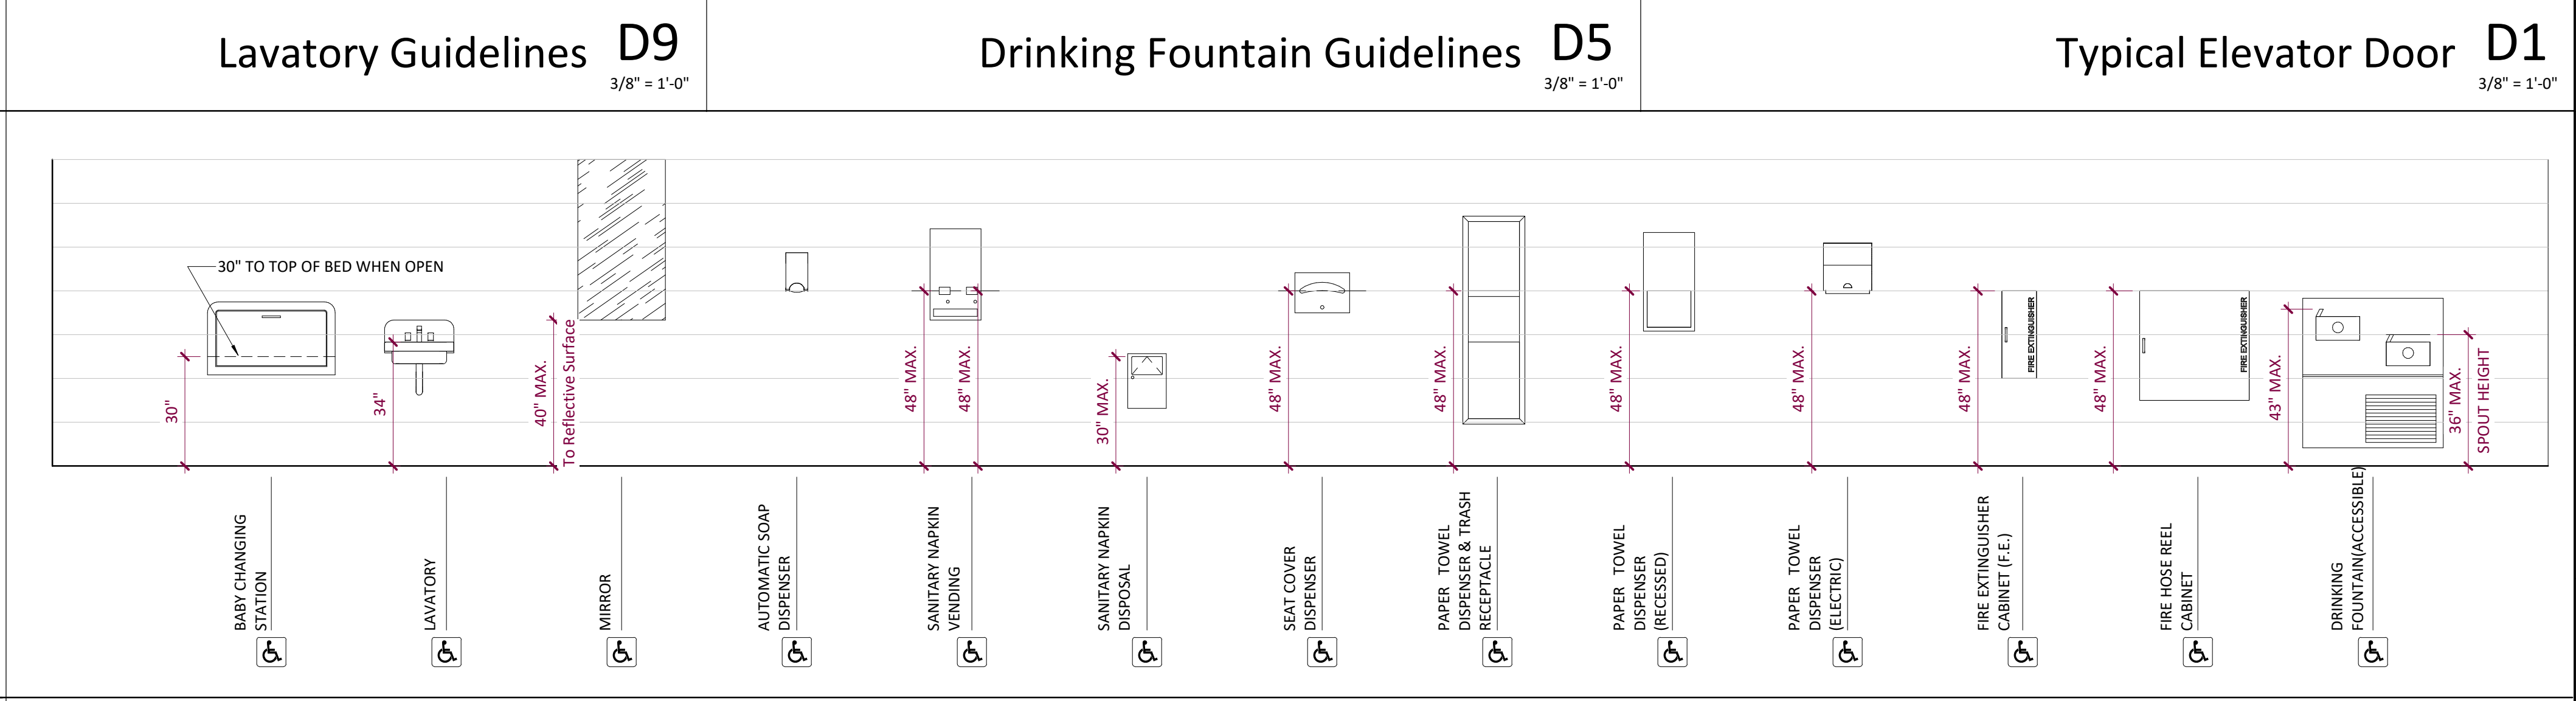 Lavatory Guidelines D9
3/8" = 1'-0"
Drinking Fountain Guidelines D5
3/8" = 1'-0"
Typical Elevator Door D1
3/8" = 1'-0"
30" TO TOP OF BED WHEN OPEN
30"
34"
40" MAX.
To Reflective Surface
48" MAX.
48" MAX.
30" MAX.
48" MAX.
48" MAX.
48" MAX.
48" MAX.
48" MAX.
FIRE EXTINGUISHER
48" MAX.
FIRE EXTINGUISHER
43" MAX.
36" MAX.
SPOUT HEIGHT
BABY CHANGING
STATION
LAVATORY
MIRROR
AUTOMATIC SOAP
DISPENSER
SANITARY NAPKIN
VENDING
SANITARY NAPKIN
DISPOSAL
SEAT COVER
DISPENSER
PAPER TOWEL
DISPENSER & TRASH
RECEPTACLE
PAPER TOWEL
DISPENSER
(RECESSED)
PAPER TOWEL
DISPENSER
(ELECTRIC)
FIRE EXTINGUISHER
CABINET (F.E.)
FIRE HOSE REEL
CABINET
DRINKING
FOUNTAIN(ACCESSIBLE)